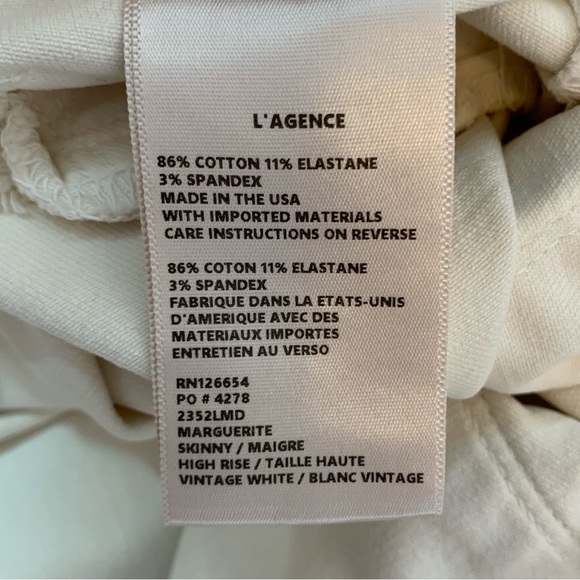 L'AGENCE
86% COTTON 11% ELASTANE
3% SPANDEX
MADE IN THE USA
WITH IMPORTED MATERIALS
CARE INSTRUCTIONS ON REVERSE
86% COTON 11% ELASTANE
3% SPANDEX
FABRIQUE DANS LA ETATS-UNIS
D'AMERIQUE AVEC DES
MATERIAUX IMPORTES
ENTRETIEN AU VERSO
RN126654
PO # 4278
2352LMD
MARGUERITE
SKINNY / MAIGRE
HIGH RISE / TAILLE HAUTE
VINTAGE WHITE / BLANC VINTAGE